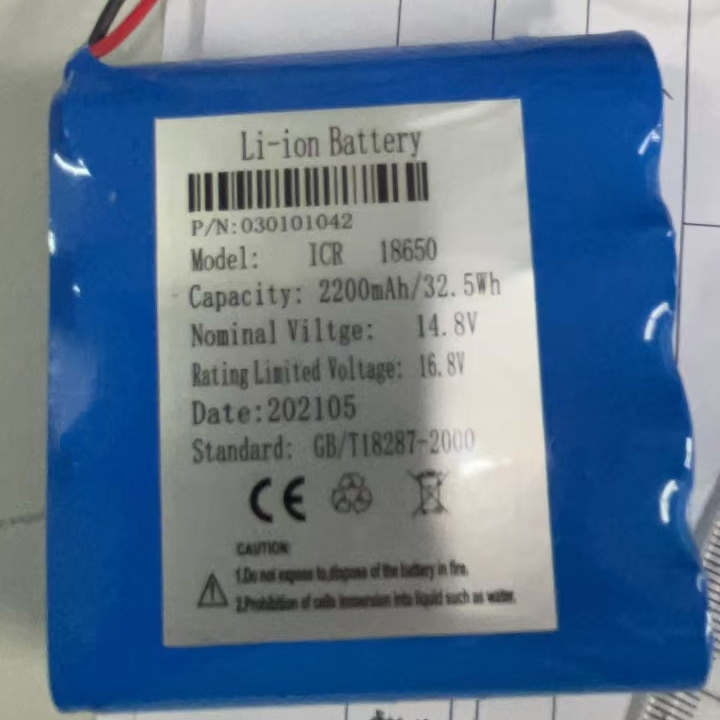 Li-ion Battery
P/N:030101042
Model: ICR 18650
Capacity: 2200mAh/32.5Wh
Nominal Viltge: 14.8V
Rating Limited Voltage: 16.8V
Date:202105
Standard: GB/T18287-2000
CE
CAUTION:
1.Do not expose to,dispose of the battery in fire.
2.Prohibition of cells immersion into liquid such as water.